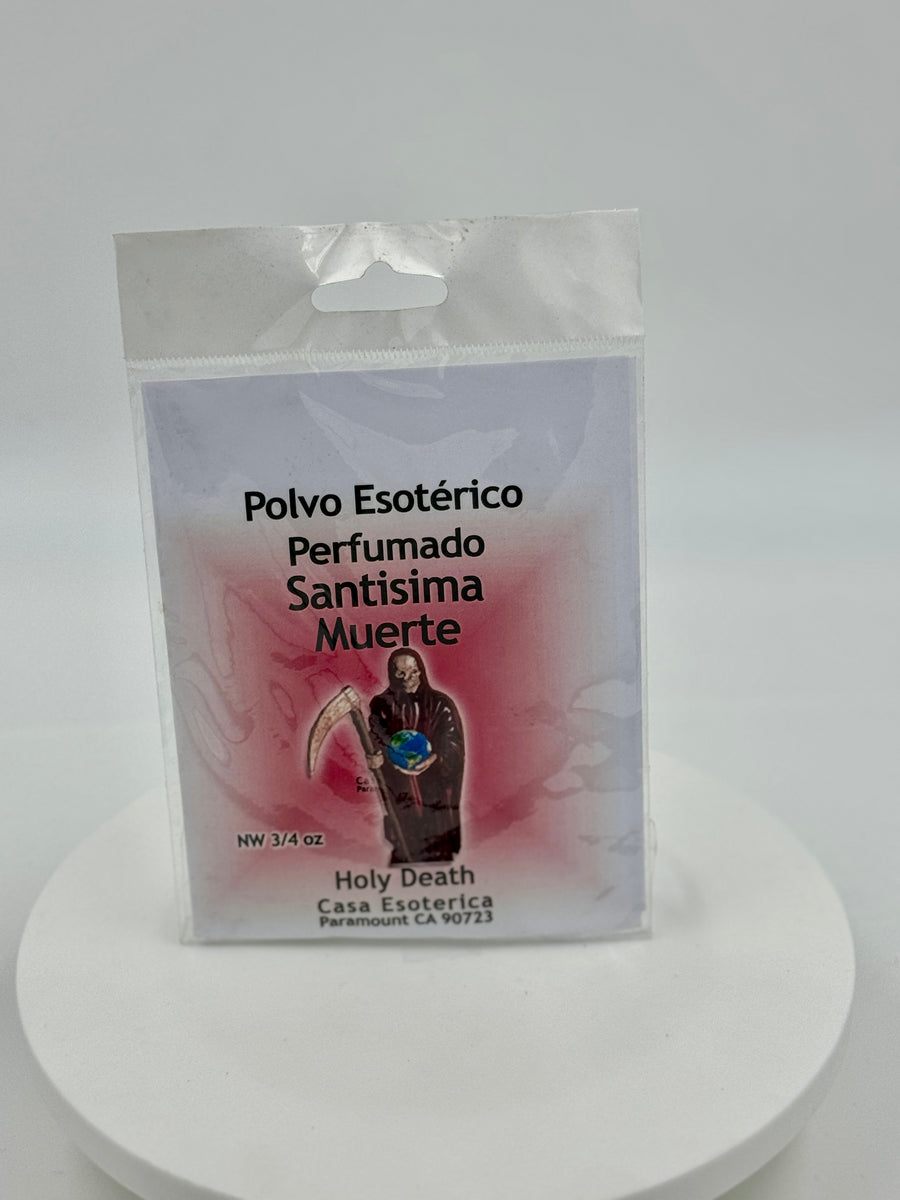 Polvo Esotérico
Perfumado
Santisima
Muerte
NW 3/4 oz
Holy Death
Casa Esoterica
Paramount CA 90723